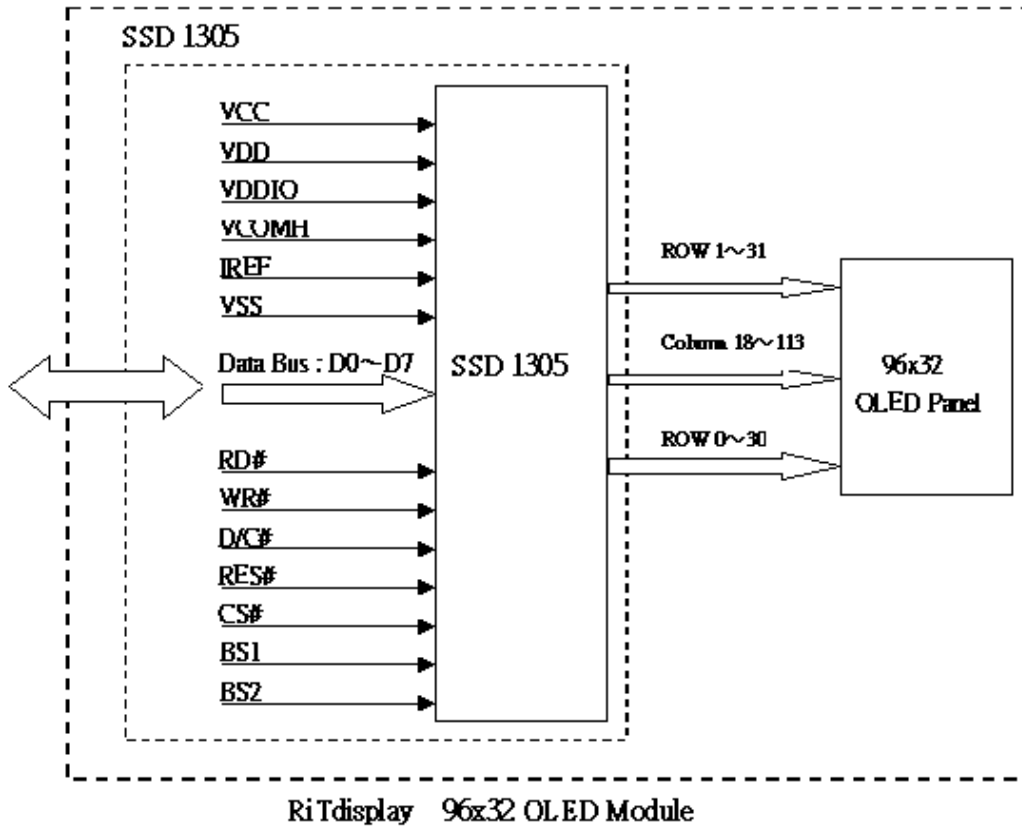 SSD 1305
VCC
VDD
VDDIO
VCOMH
IREF
VSS
Data Bus : D0～D7
RD#
WR#
D/C#
RES#
CS#
BS1
BS2
SSD 1305
ROW 1～31
Column 18～113
ROW 0～30
96x32
OLED Panel
RiTdisplay 96x32 OLED Module